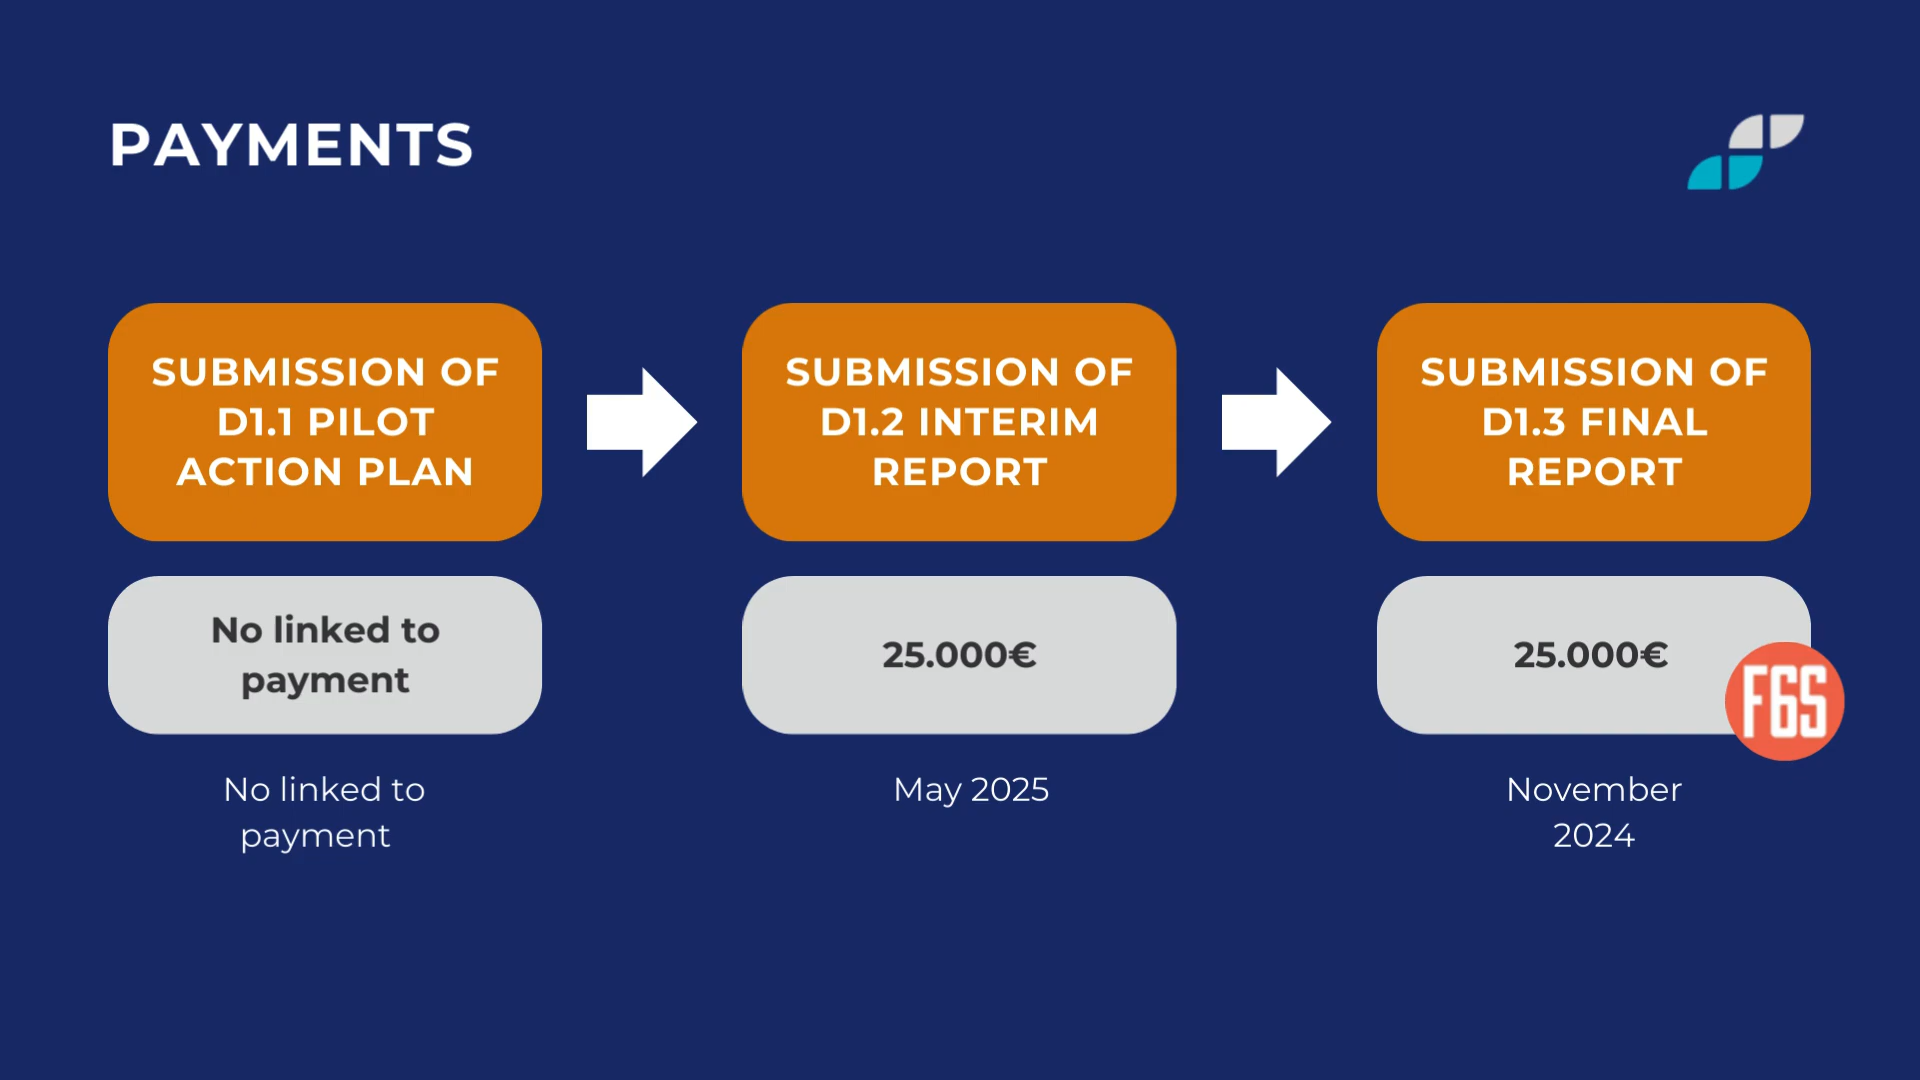 PAYMENTS
SUBMISSION OF
D1.1 PILOT
ACTION PLAN
No linked to
payment
No linked to
payment
SUBMISSION OF
D1.2 INTERIM
REPORT
25.000€
May 2025
SUBMISSION OF
D1.3 FINAL
REPORT
25.000€
F6S
November
2024